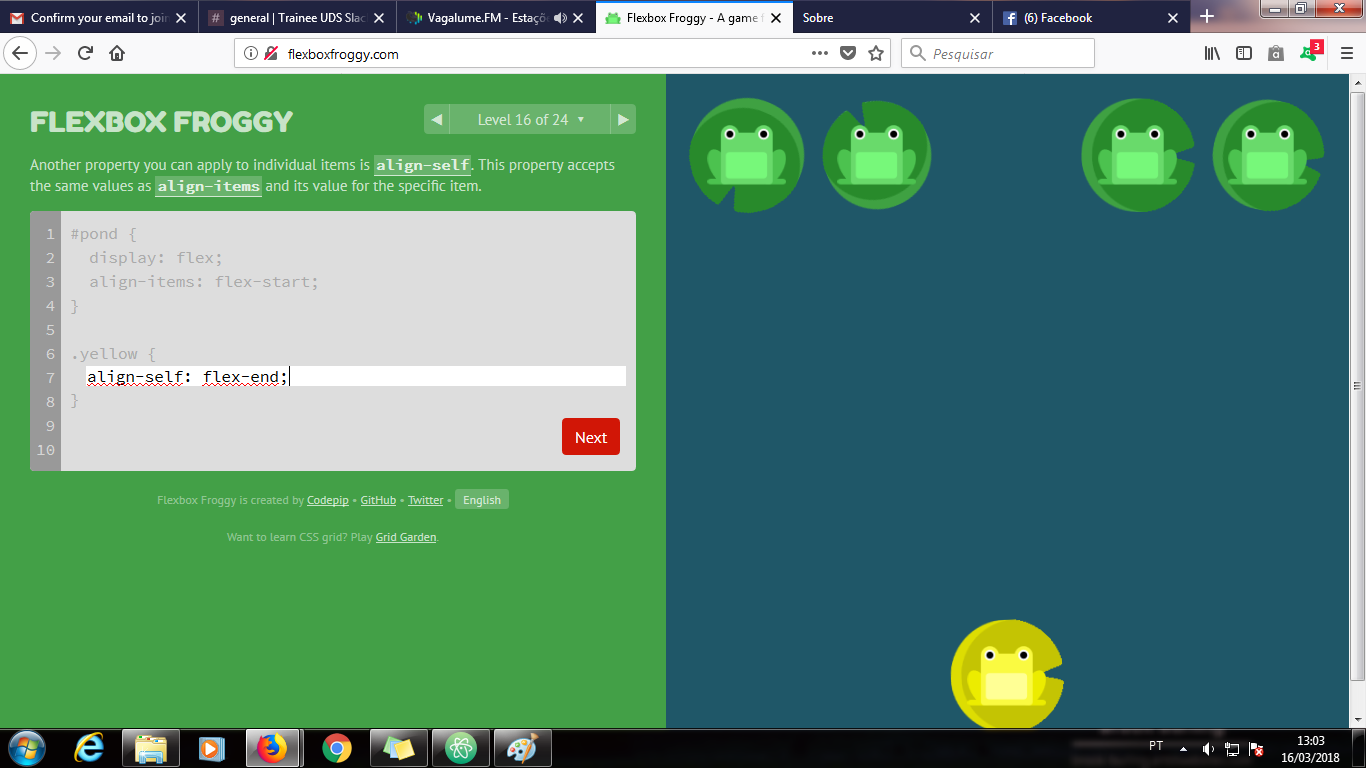 Confirm your email to join
general | Trainee UDS Slac
Vagalume.FM - Estaçõe
Flexbox Froggy - A game f
Sobre
(6) Facebook
flexboxfroggy.com
Pesquisar
3
FLEXBOX FROGGY
Level 16 of 24
Another property you can apply to individual items is align-self. This property accepts
the same values as align-items and its value for the specific item.
1 #pond {
2 display: flex;
3 align-items: flex-start;
4 }
5
6 .yellow {
7 align-self: flex-end;
8 }
9
10
Next
Flexbox Froggy is created by Codepip • GitHub • Twitter • English
Want to learn CSS grid? Play Grid Garden.
PT
13:03
16/03/2018